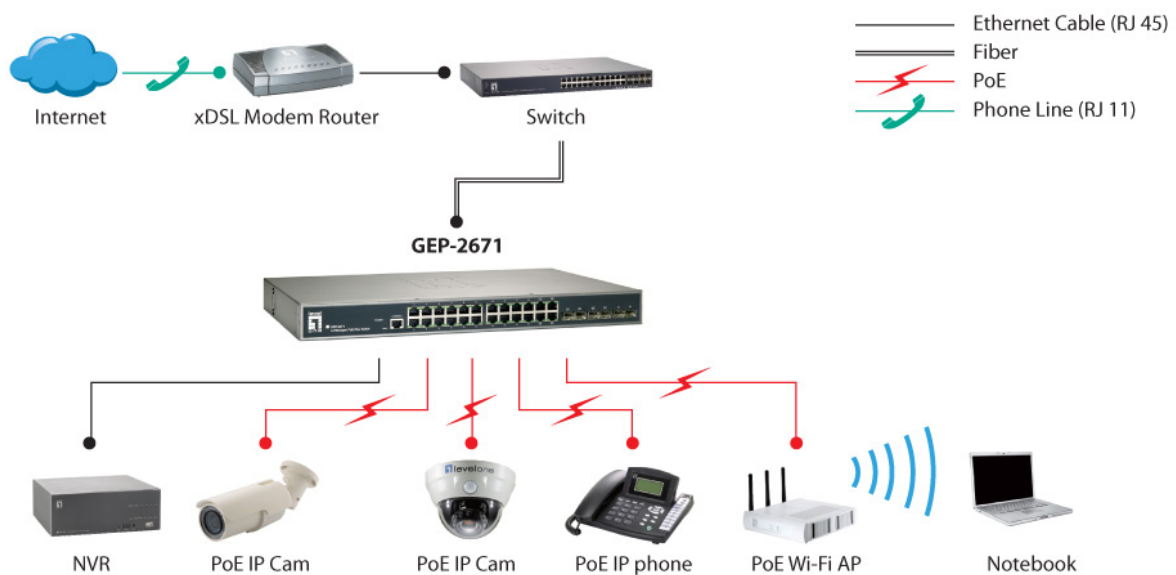 Ethernet Cable (RJ 45)
Fiber
PoE
Phone Line (RJ 11)
Internet
xDSL Modem Router
Switch
GEP-2671
levelone
NVR
PoE IP Cam
PoE IP Cam
PoE IP phone
PoE Wi-Fi AP
Notebook